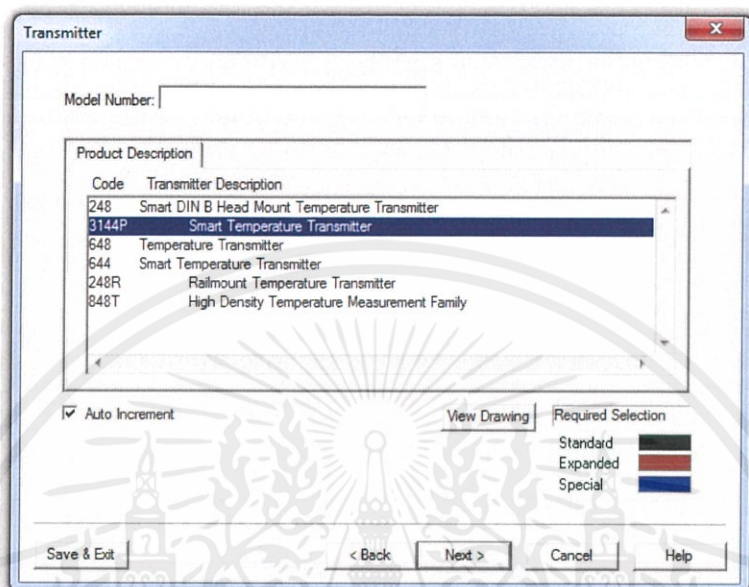 Transmitter
Model Number:
Product Description
Code Transmitter Description
248 Smart DIN B Head Mount Temperature Transmitter
3144P Smart Temperature Transmitter
648 Temperature Transmitter
644 Smart Temperature Transmitter
248R Railmount Temperature Transmitter
848T High Density Temperature Measurement Family
Auto Increment
View Drawing
Required Selection
Standard
Expanded
Special
Save & Exit
< Back
Next >
Cancel
Help